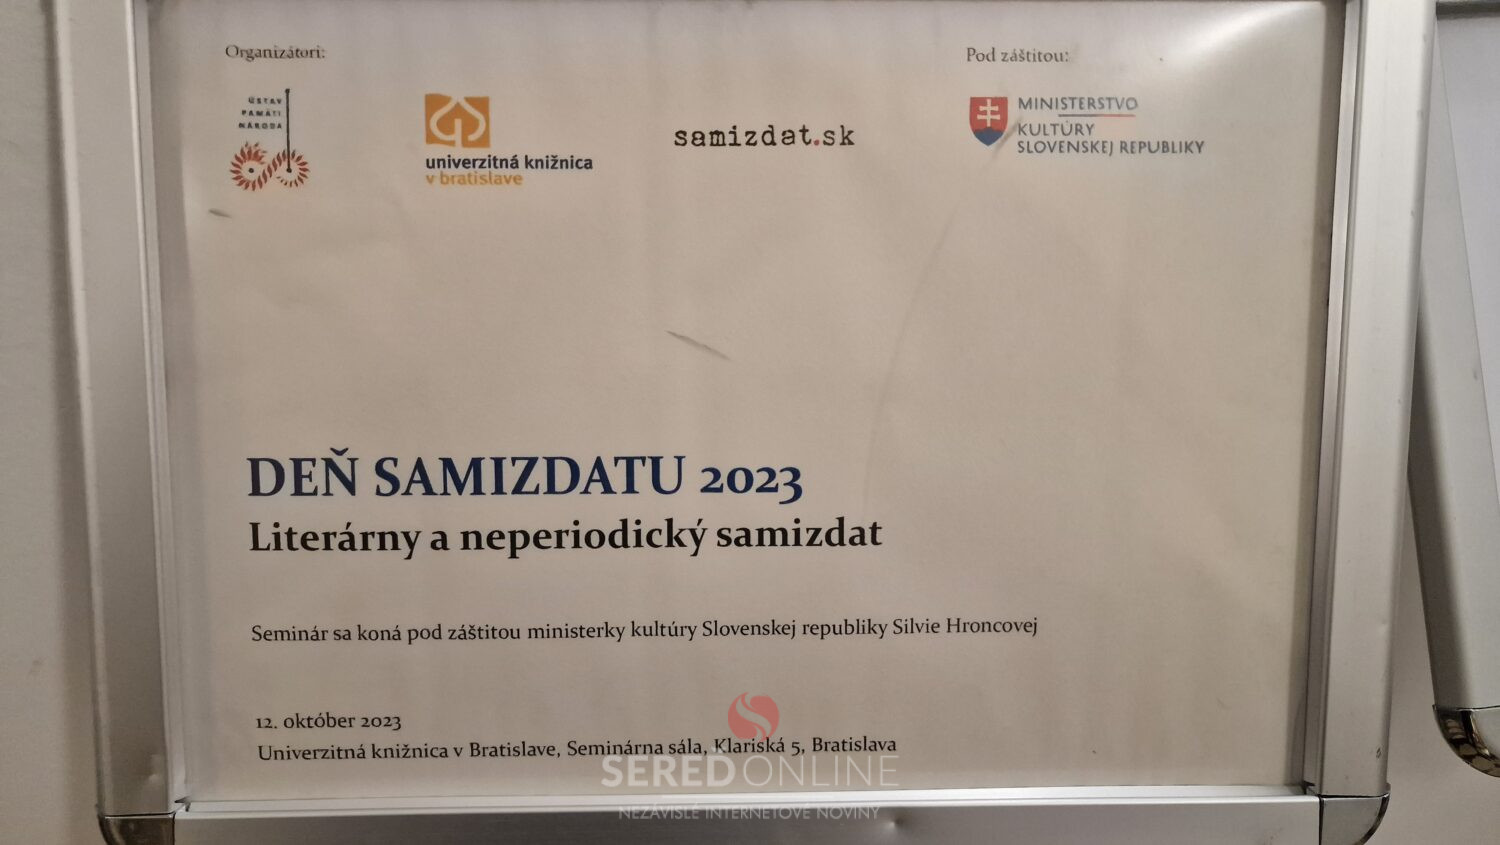 Organizátori:
Pod záštitou:
ÚSTAV
PAMÄTI
NÁRODA
univerzitná knižnica
v bratislave
samizdat.sk
MINISTERSTVO
KULTÚRY
SLOVENSKEJ REPUBLIKY
DEŇ SAMIZDATU 2023
Literárny a neperiodický samizdat
Seminár sa koná pod záštitou ministerky kultúry Slovenskej republiky Silvie Hroncovej
12. október 2023
Univerzitná knižnica v Bratislave, Seminárna sála, Klariská 5, Bratislava
SEREĎONLINE
NEZÁVISLÉ INTERNETOVÉ NOVINY